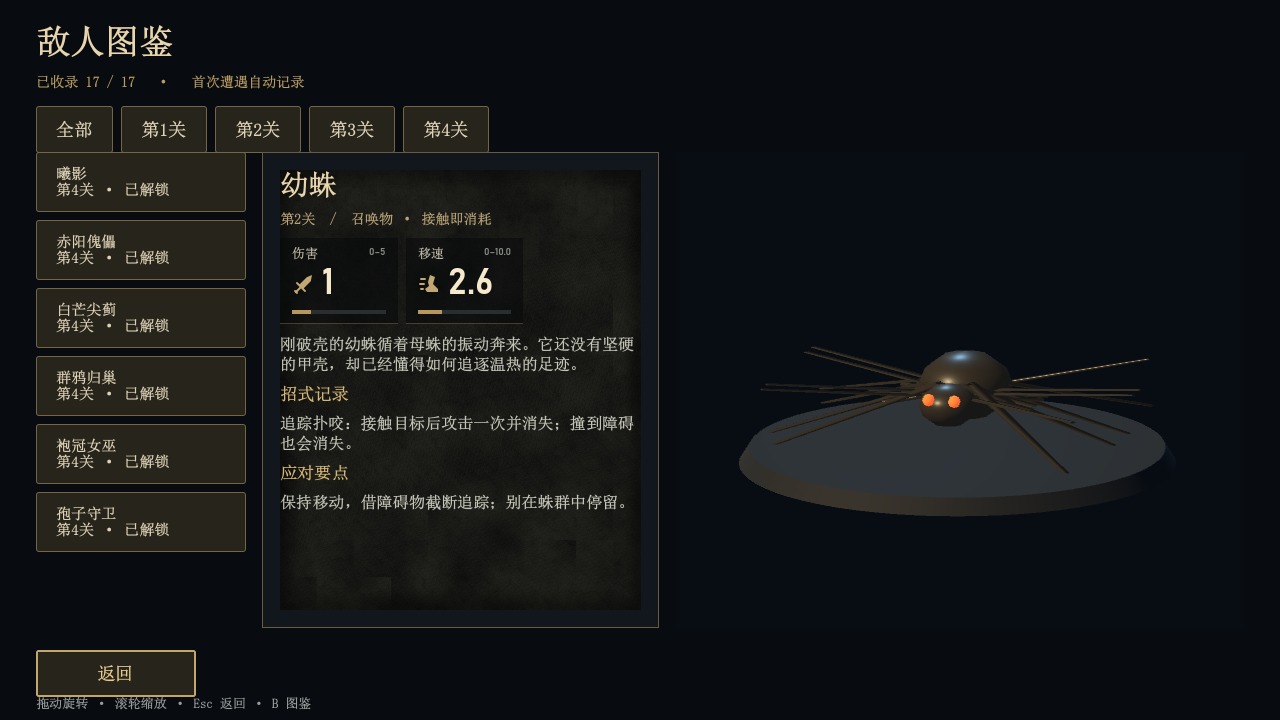 敌人图鉴
已收录 17 / 17 • 首次遭遇自动记录
全部 第1关 第2关 第3关 第4关
曦影
第4关 • 已解锁
赤阳傀儡
第4关 • 已解锁
白芒尖蓟
第4关 • 已解锁
群鸦归巢
第4关 • 已解锁
袍冠女巫
第4关 • 已解锁
孢子守卫
第4关 • 已解锁
幼蛛
第2关 / 召唤物 • 接触即消耗
伤害 0–5
1
移速 0–10.0
2.6
刚破壳的幼蛛循着母蛛的振动奔来。它还没有坚硬
的甲壳，却已经懂得如何追逐温热的足迹。
招式记录
追踪扑咬：接触目标后攻击一次并消失；撞到障碍
也会消失。
应对要点
保持移动，借障碍物截断追踪；别在蛛群中停留。
返回
拖动旋转 • 滚轮缩放 • Esc 返回 • B 图鉴